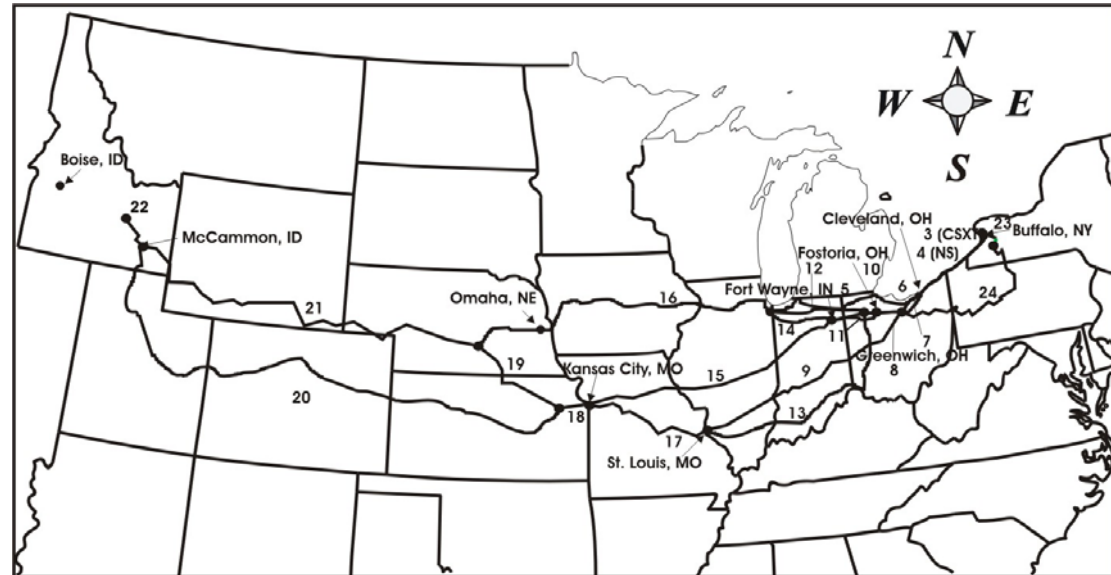 N
W E
S
Boise, ID
22
McCammon, ID
Cleveland, OH
3 (CSX)
23
Buffalo, NY
4 (NS)
Fostoria, OH
12
10
Fort Wayne, IN
5
6
24
Omaha, NE
16
21
14
11
7
Greenwich, OH
8
19
Kansas City, MO
15
9
20
18
13
17
St. Louis, MO